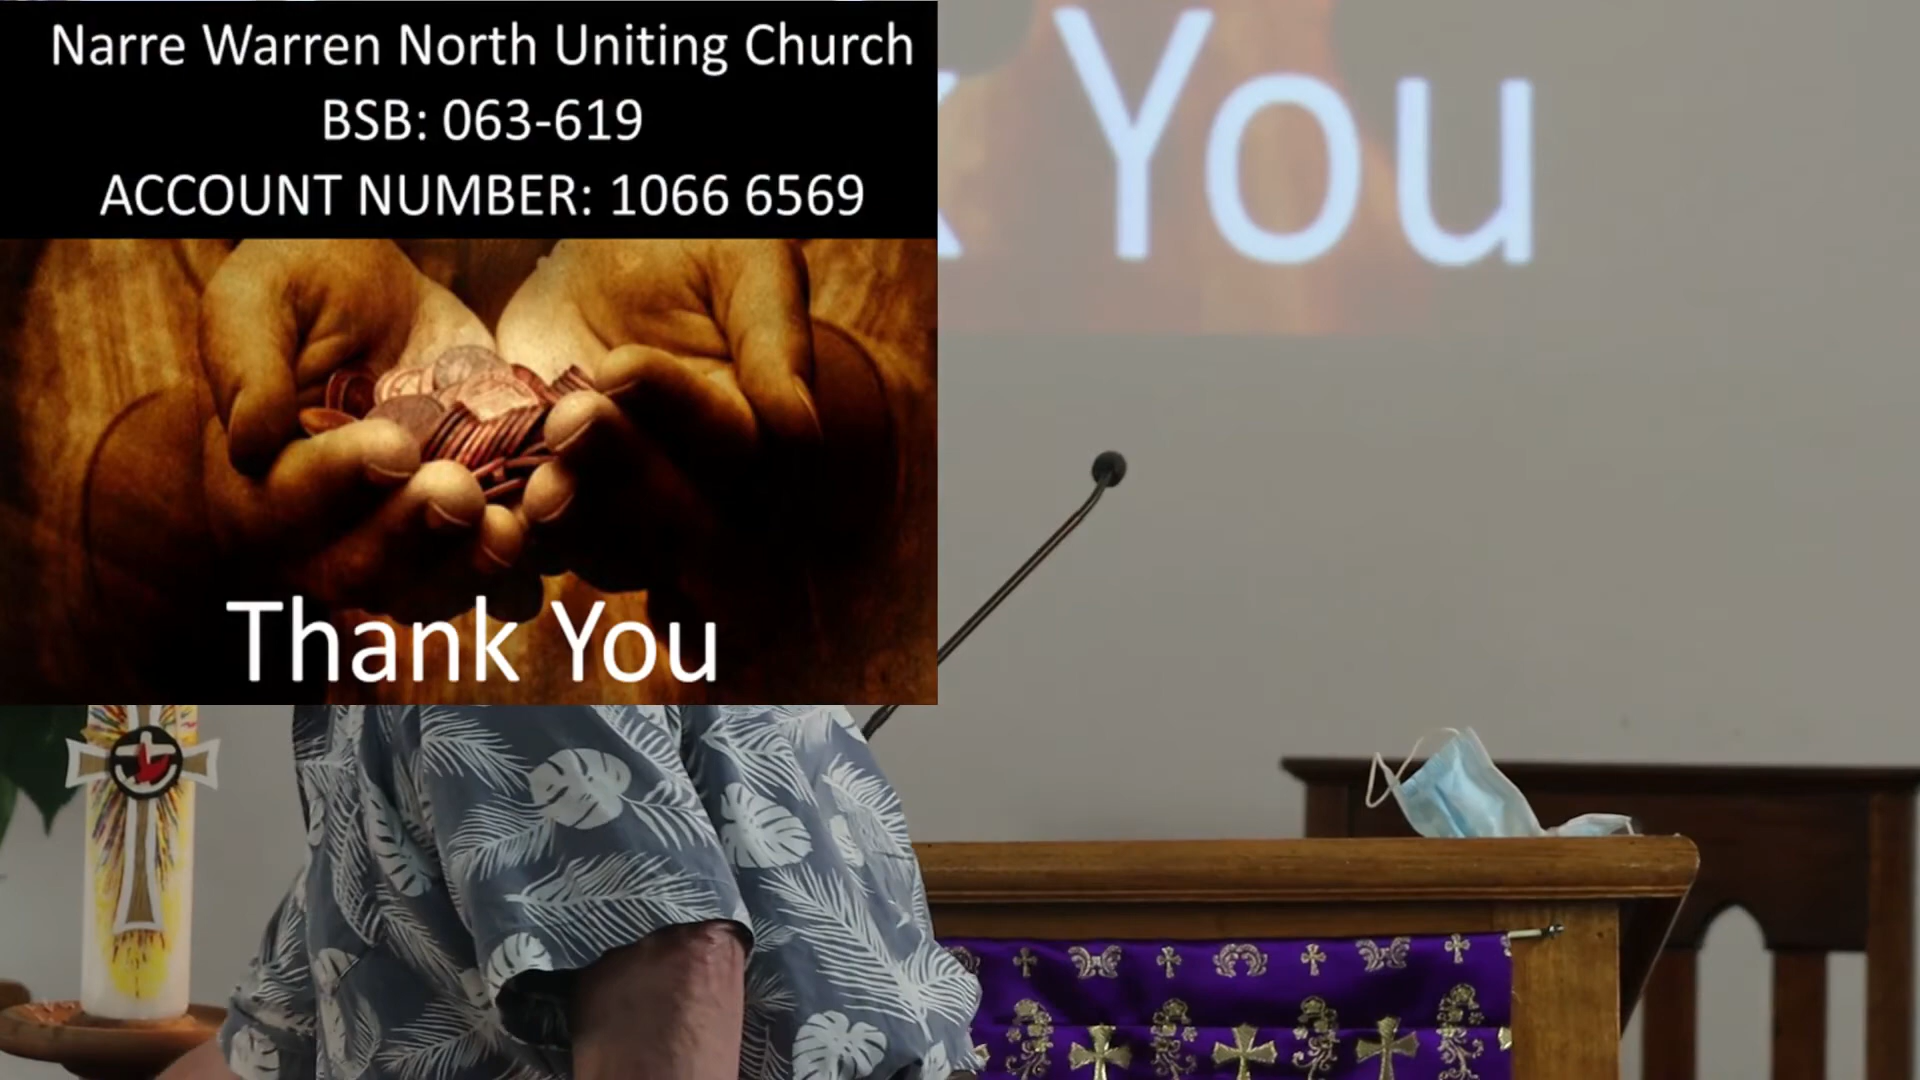 Narre Warren North Uniting Church
BSB: 063-619
ACCOUNT NUMBER: 1066 6569
Thank You
You